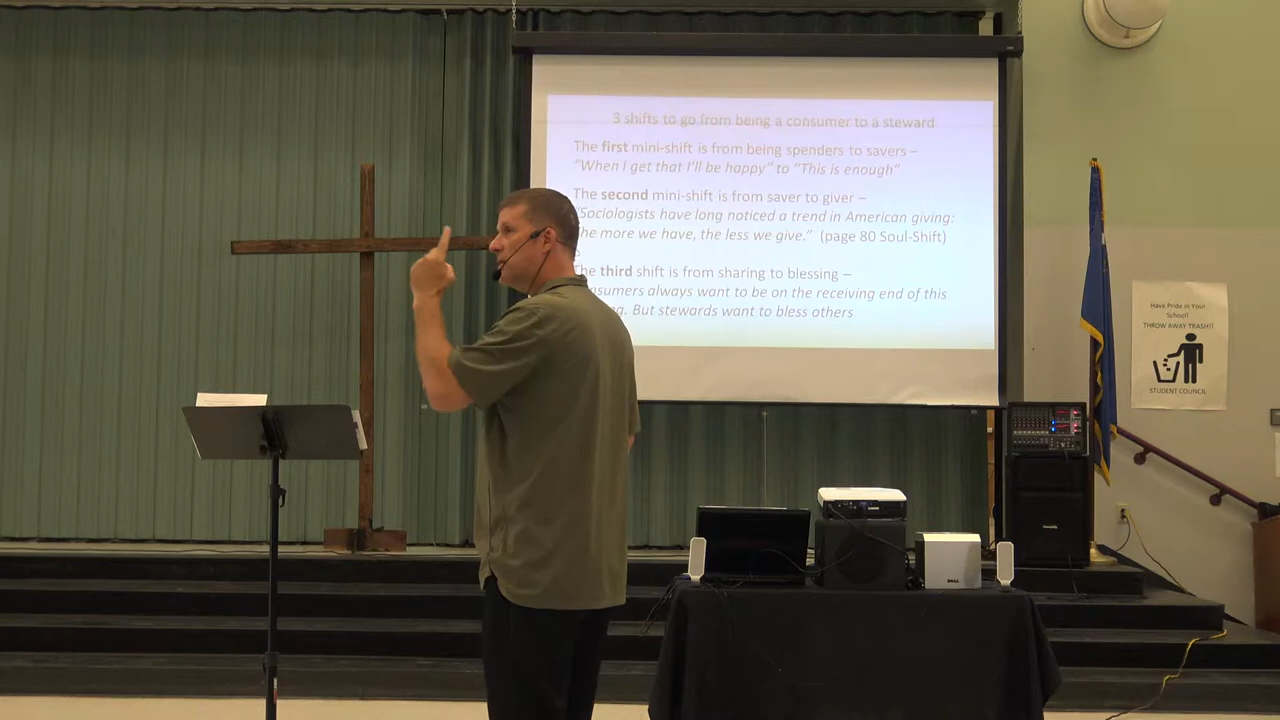 3 shifts to go from being a consumer to a steward
The first mini-shift is from being spenders to savers –
“When I get that I’ll be happy” to “This is enough”
The second mini-shift is from saver to giver –
“Sociologists have long noticed a trend in American giving:
the more we have, the less we give.” (page 80 Soul-Shift)
The third shift is from sharing to blessing –
always want to be on the receiving end of this
But stewards want to bless others
Have Pride in Your
School!
THROW AWAY TRASH!!
STUDENT COUNCIL
DELL